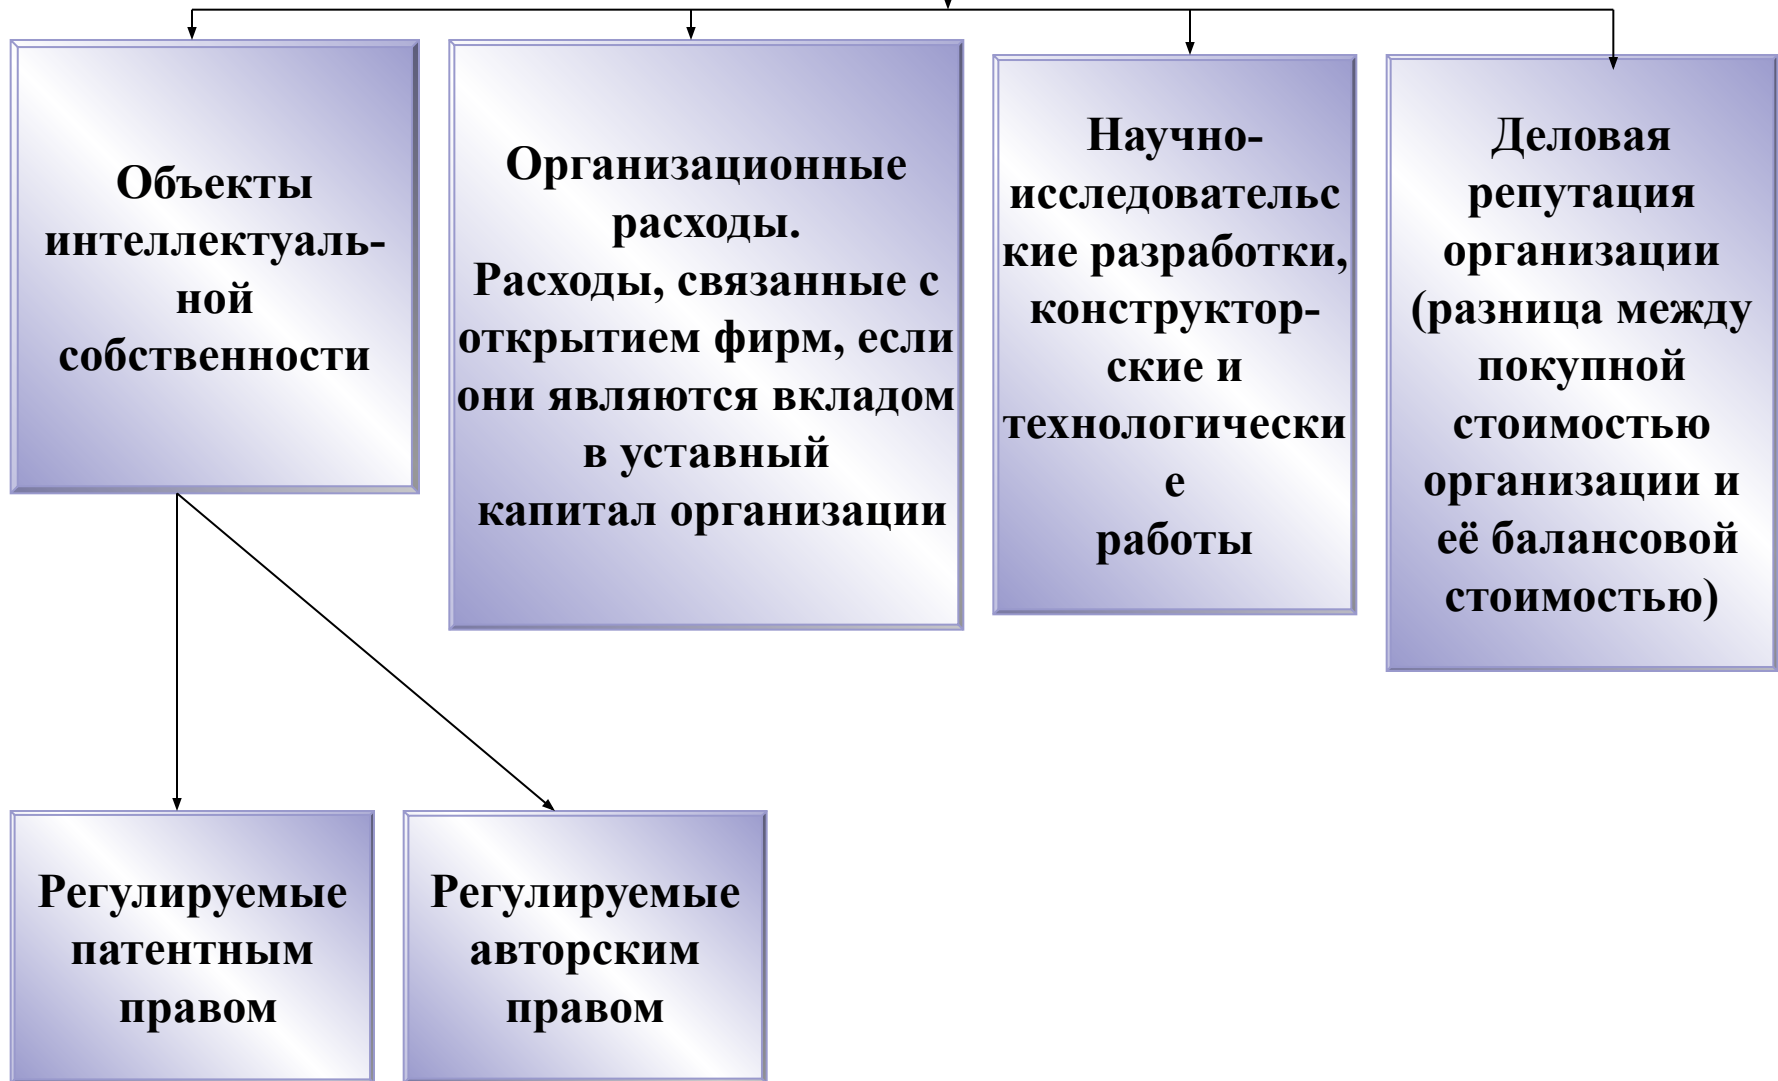 Объекты
интеллектуаль-
ной
собственности
Организационные
расходы.
Расходы, связанные с
открытием фирм, если
они являются вкладом
в уставный
капитал организации
Научно-
исследовательс
кие разработки,
конструктор-
ские и
технологически
е
работы
Деловая
репутация
организации
(разница между
покупной
стоимостью
организации и
её балансовой
стоимостью)
Регулируемые
патентным
правом
Регулируемые
авторским
правом